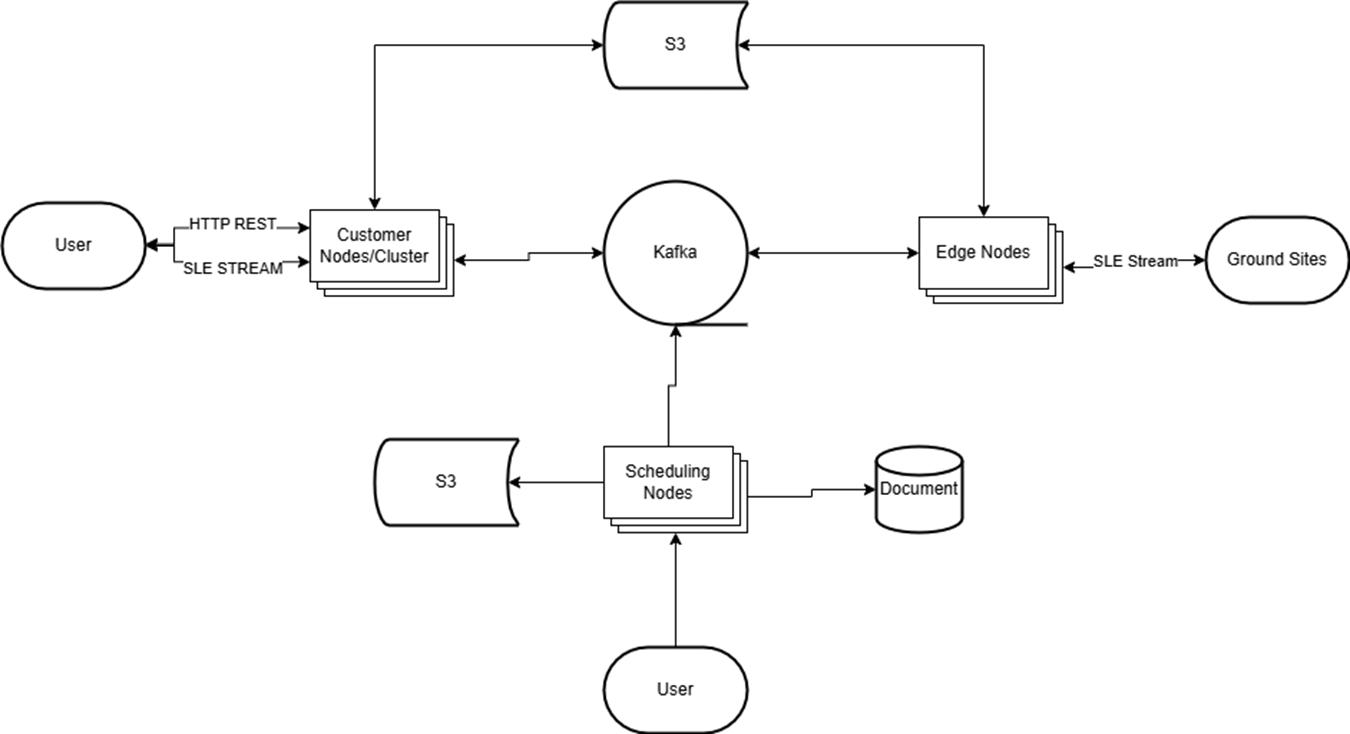 S3
User
HTTP REST
SLE STREAM
Customer
Nodes/Cluster
Kafka
Edge Nodes
SLE Stream
Ground Sites
S3
Scheduling
Nodes
Document
User